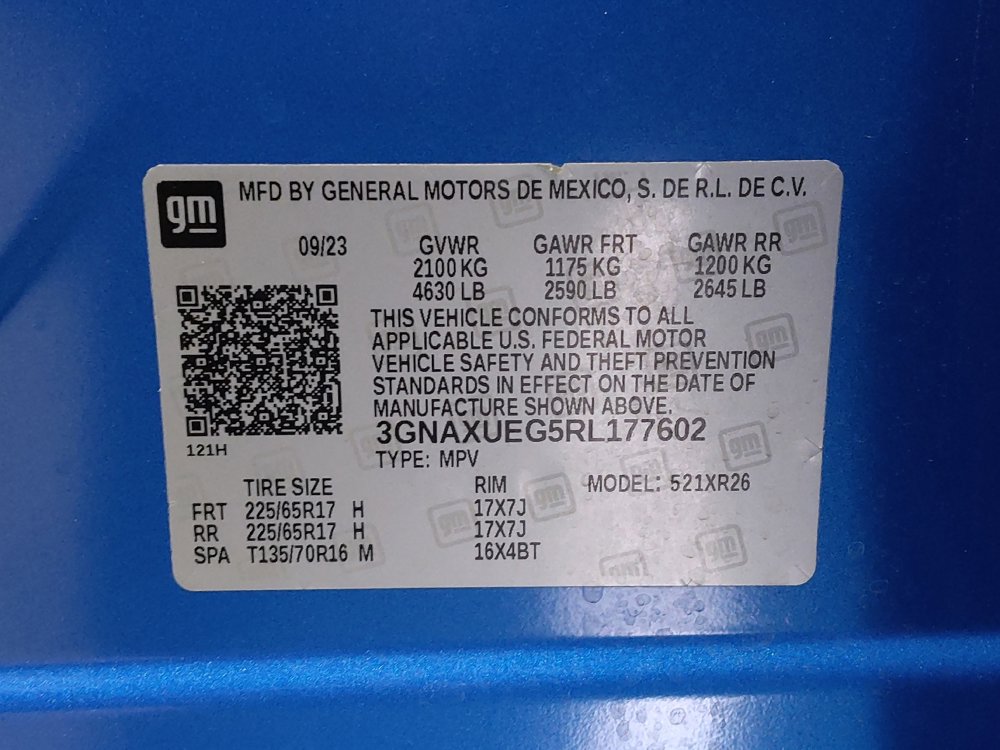 gm MFD BY GENERAL MOTORS DE MEXICO, S. DE R.L. DE C.V.
09/23 GVWR GAWR FRT GAWR RR
2100 KG 1175 KG 1200 KG
4630 LB 2590 LB 2645 LB
THIS VEHICLE CONFORMS TO ALL
APPLICABLE U.S. FEDERAL MOTOR
VEHICLE SAFETY AND THEFT PREVENTION
STANDARDS IN EFFECT ON THE DATE OF
MANUFACTURE SHOWN ABOVE.
3GNAXUEG5RL177602
121H
TYPE: MPV
TIRE SIZE RIM MODEL: 521XR26
FRT 225/65R17 H 17X7J
RR 225/65R17 H 17X7J
SPA T135/70R16 M 16X4BT